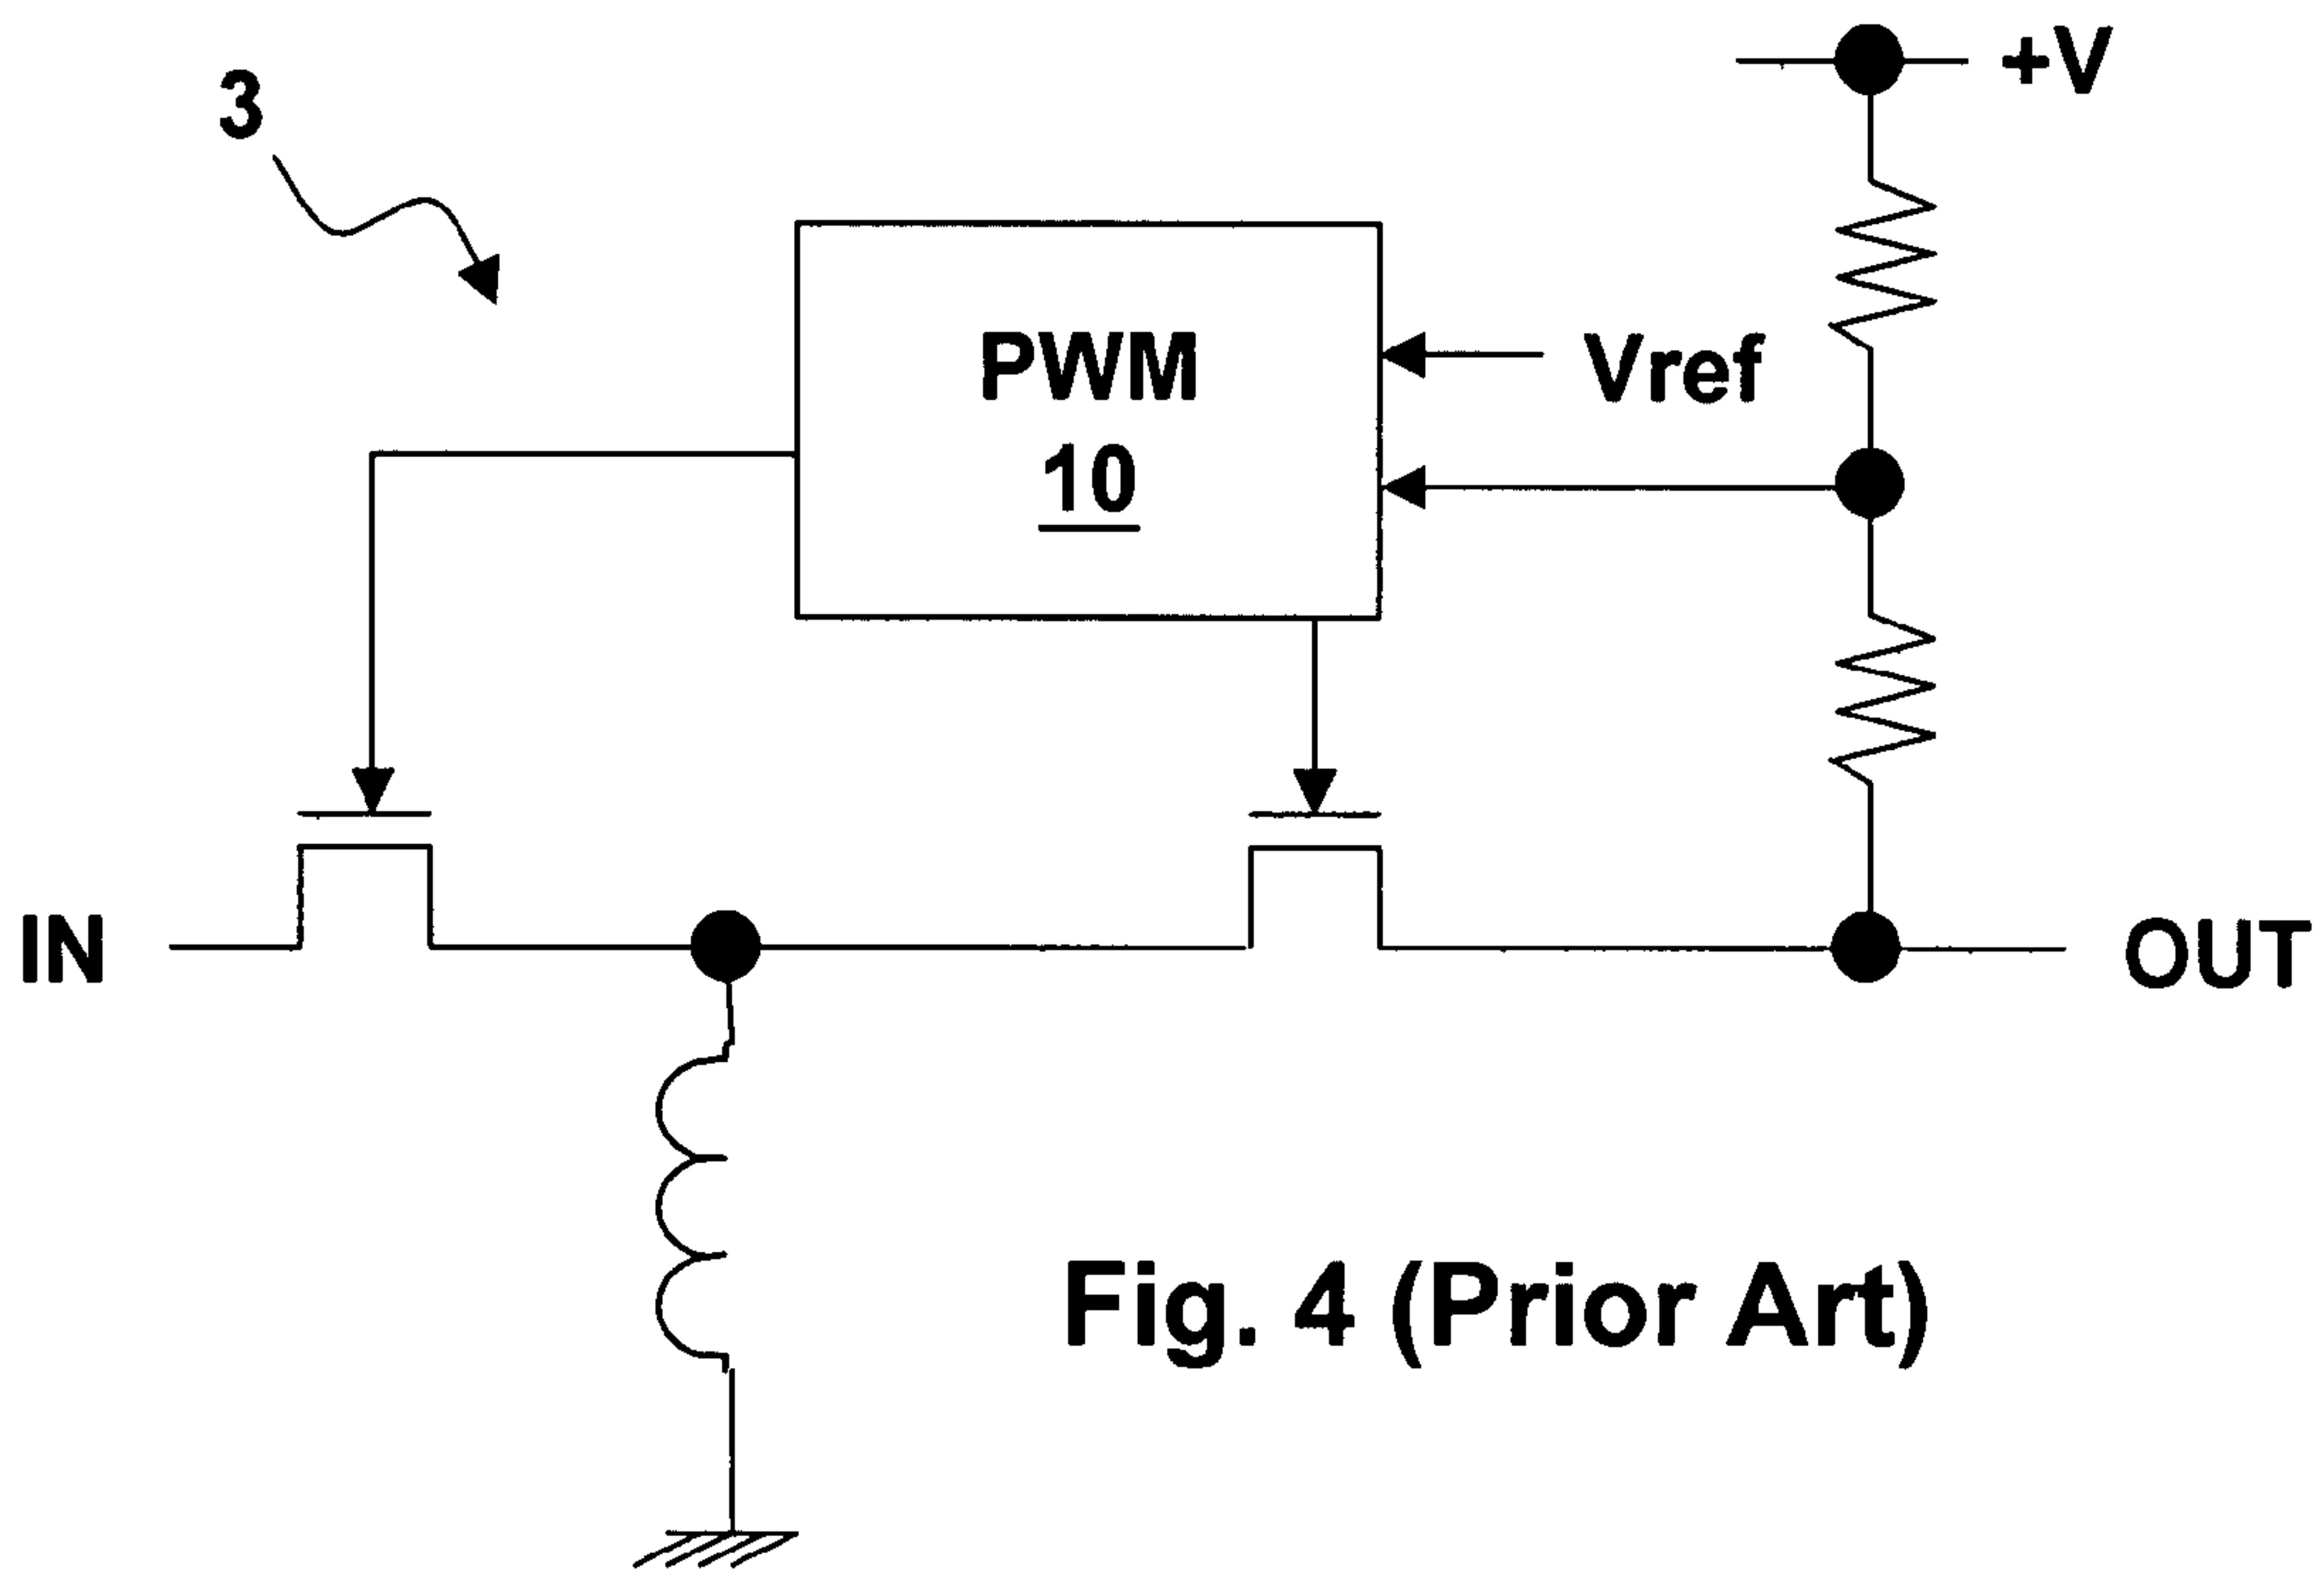 +V
3
PWM
10
Vref
IN
OUT
Fig. 4 (Prior Art)